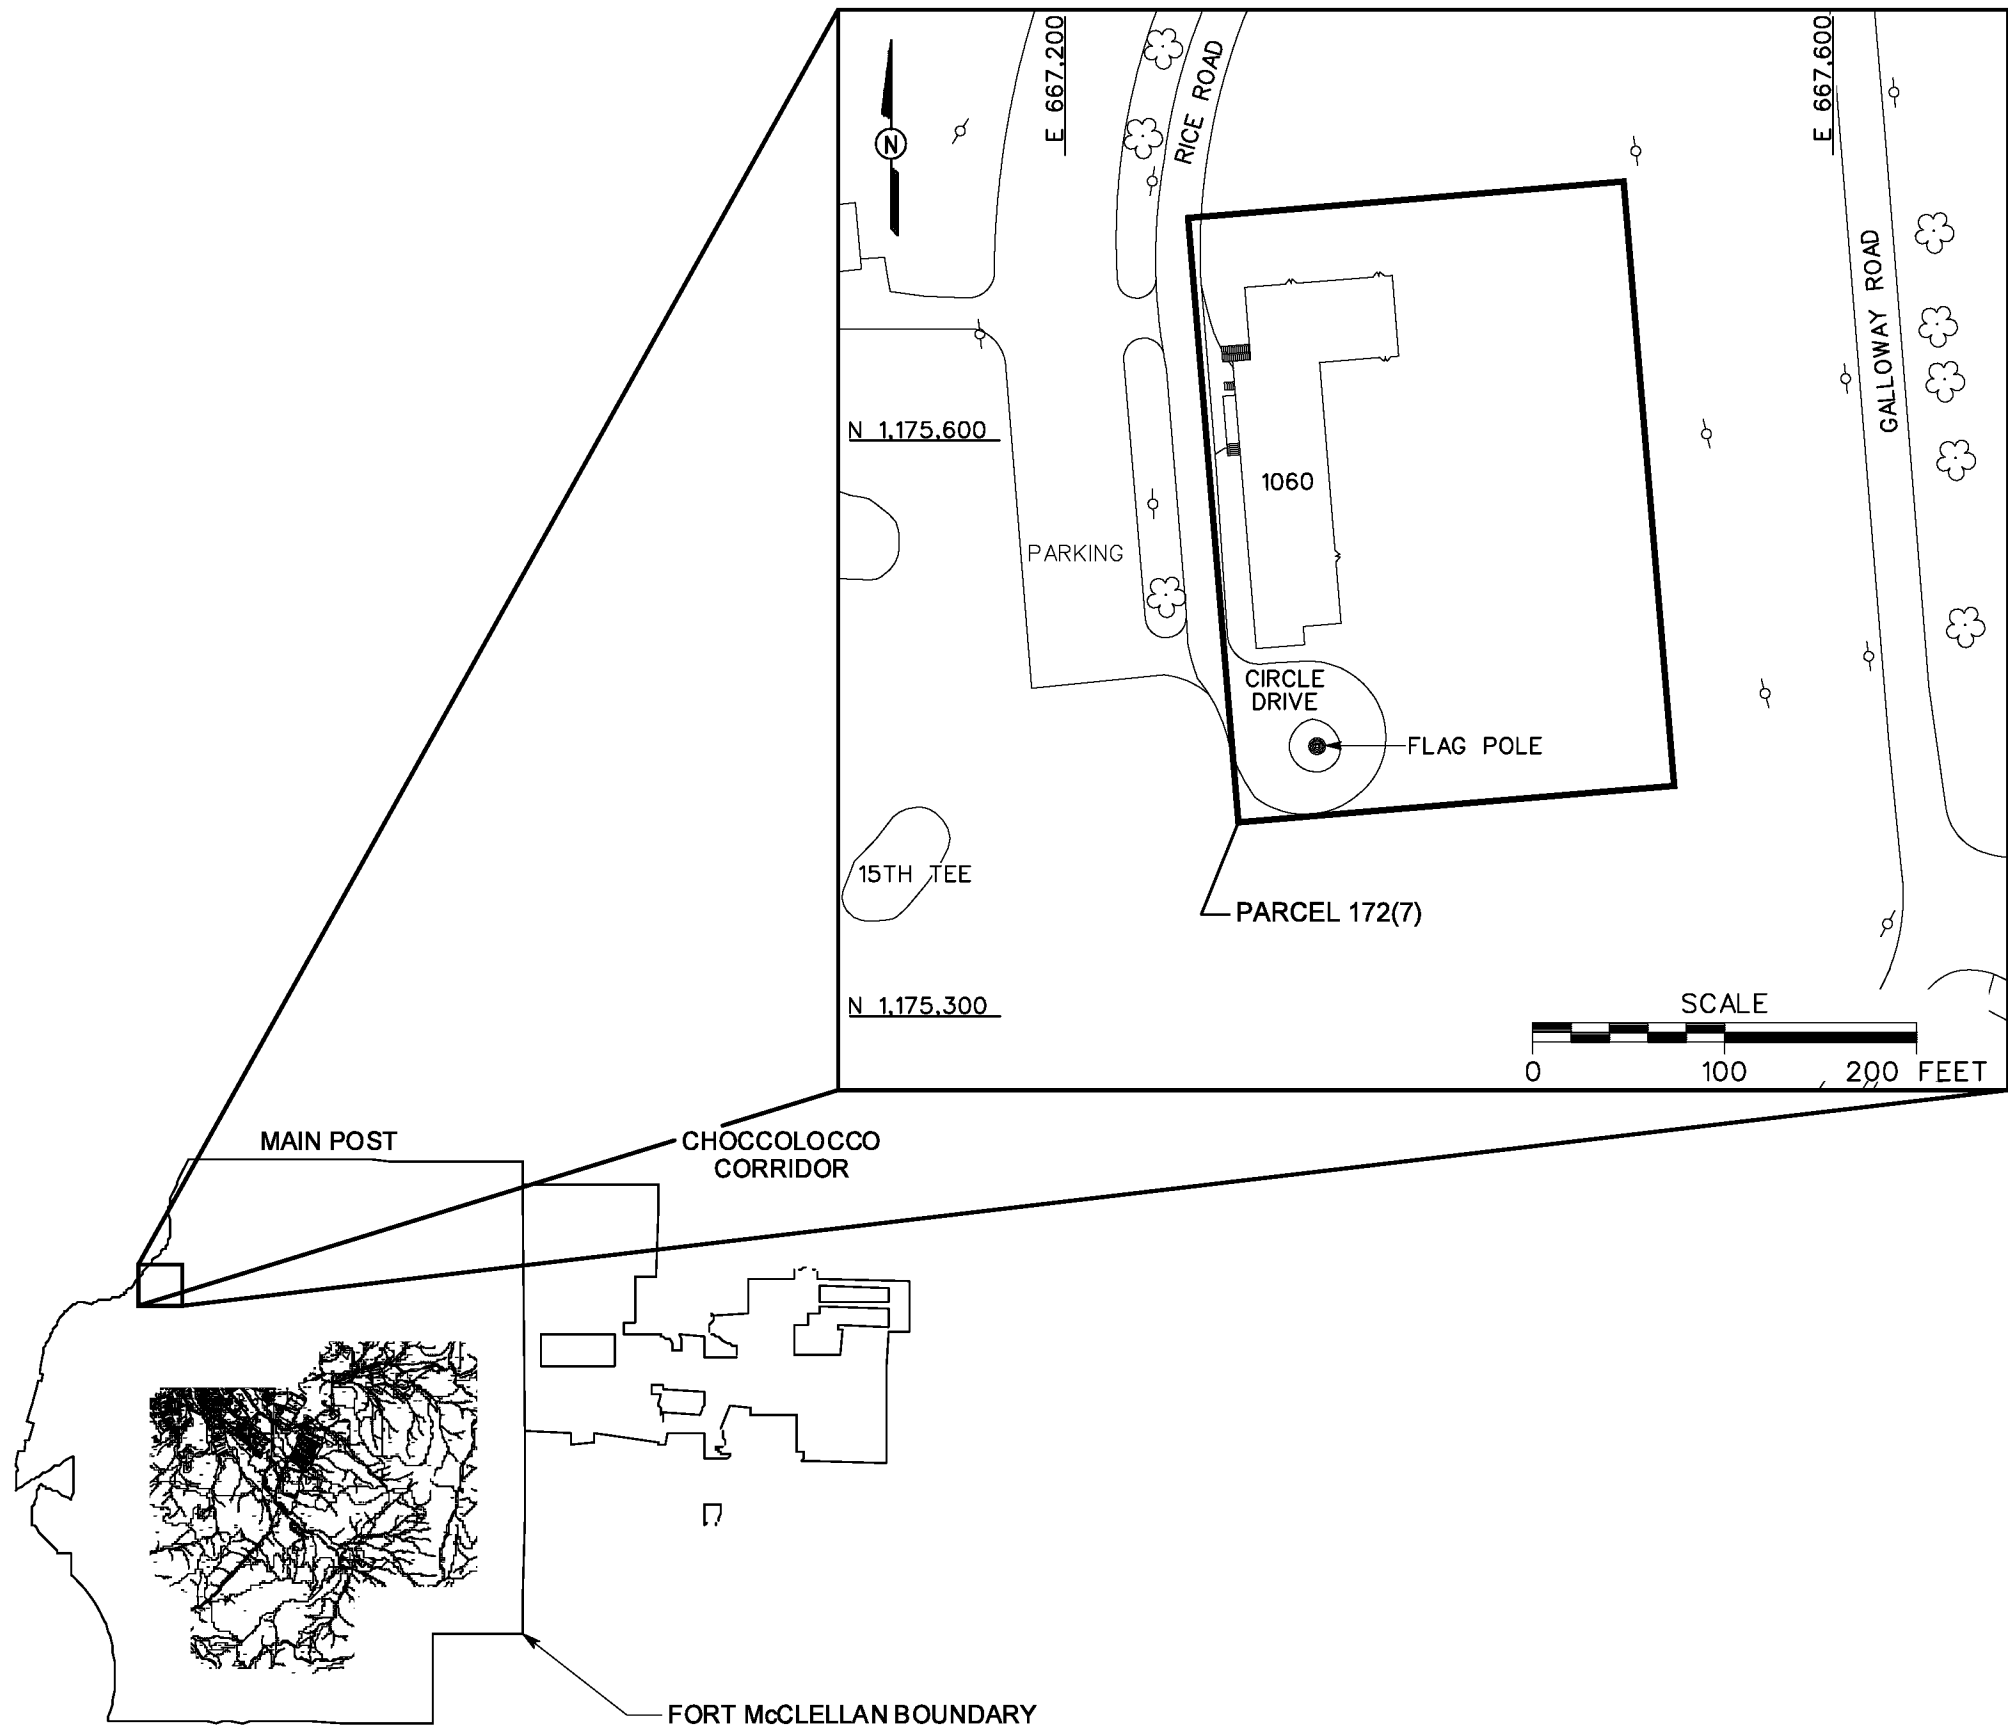 E 667,200
E 667,600
N
RICE ROAD
GALLOWAY ROAD
N 1,175,600
1060
PARKING
CIRCLE
DRIVE
FLAG POLE
15TH TEE
PARCEL 172(7)
N 1,175,300
SCALE
0 100 200 FEET
MAIN POST
CHOCCOLOCCO
CORRIDOR
FORT McCLELLAN BOUNDARY